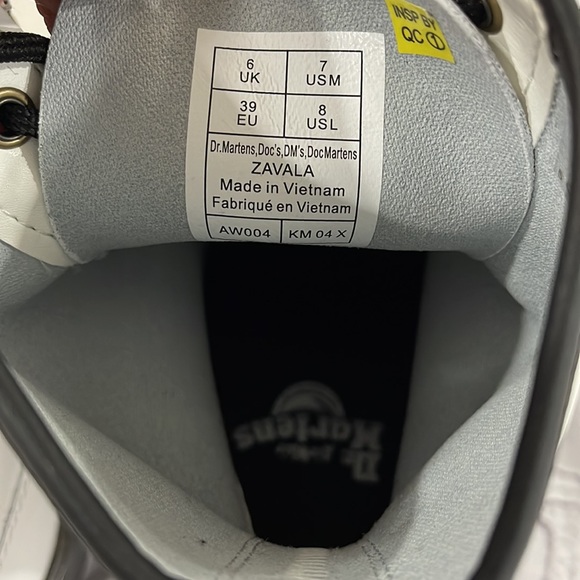 INSP BY
QC 1
6 7
UK USM
39 8
EU USL
Dr.Martens,Doc's,DM's,DocMartens
ZAVALA
Made in Vietnam
Fabriqué en Vietnam
AW004 KM 04 X
Dr.
Martens